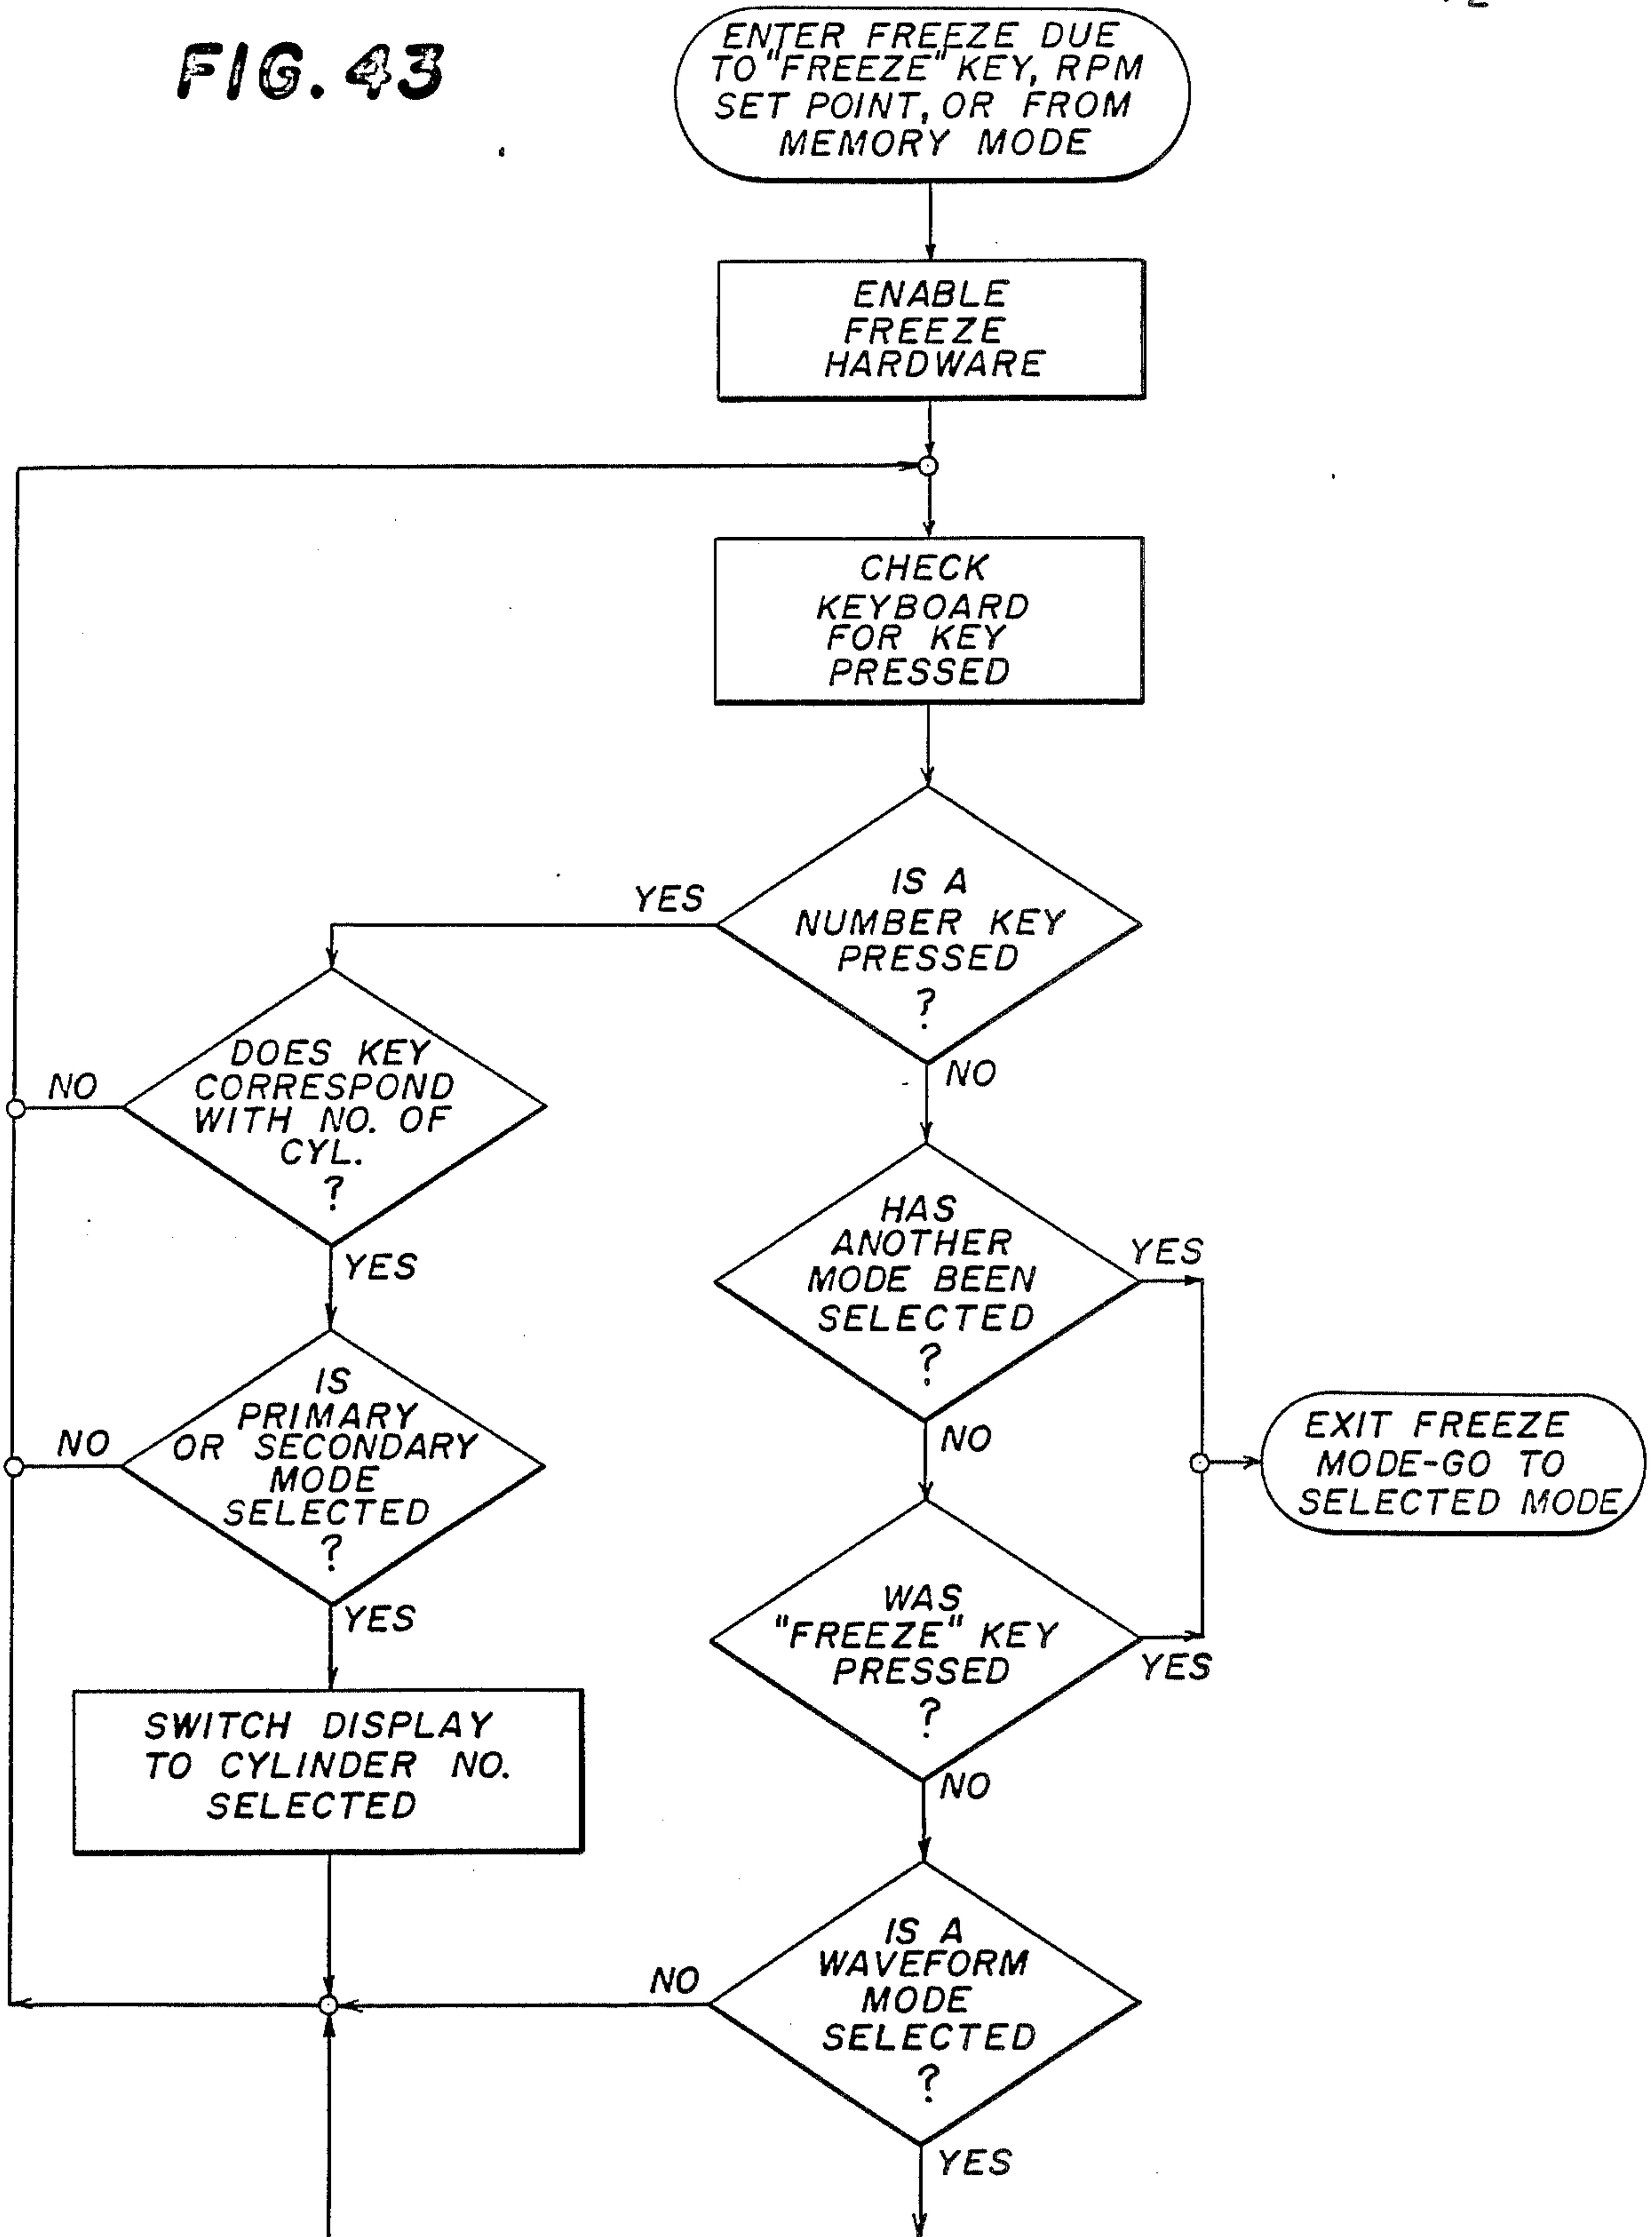 FIG. 43
ENTER FREEZE DUE
TO "FREEZE" KEY, RPM
SET POINT, OR FROM
MEMORY MODE
ENABLE
FREEZE
HARDWARE
CHECK
KEYBOARD
FOR KEY
PRESSED
IS A
NUMBER KEY
PRESSED
?
YES
NO
DOES KEY
CORRESPOND
WITH NO. OF
CYL.
?
NO
YES
HAS
ANOTHER
MODE BEEN
SELECTED
?
YES
NO
IS
PRIMARY
OR SECONDARY
MODE
SELECTED
?
NO
YES
EXIT FREEZE
MODE-GO TO
SELECTED MODE
WAS
"FREEZE" KEY
PRESSED
?
YES
NO
SWITCH DISPLAY
TO CYLINDER NO.
SELECTED
IS A
WAVEFORM
MODE
SELECTED
?
NO
YES